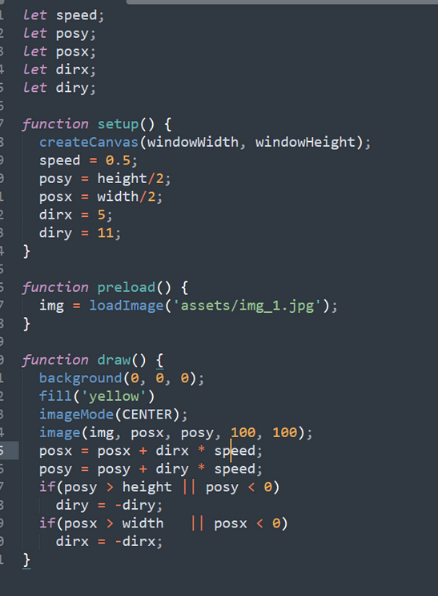 let speed;
let posy;
let posx;
let dirx;
let diry;

function setup() {
  createCanvas(windowWidth, windowHeight);
  speed = 0.5;
  posy = height/2;
  posx = width/2;
  dirx = 5;
  diry = 11;
}

function preload() {
  img = loadImage('assets/img_1.jpg');
}

function draw() {
  background(0, 0, 0);
  fill('yellow')
  imageMode(CENTER);
  image(img, posx, posy, 100, 100);
  posx = posx + dirx * speed;
  posy = posy + diry * speed;
  if(posy > height || posy < 0)
    diry = -diry;
  if(posx > width   || posx < 0)
    dirx = -dirx;
}